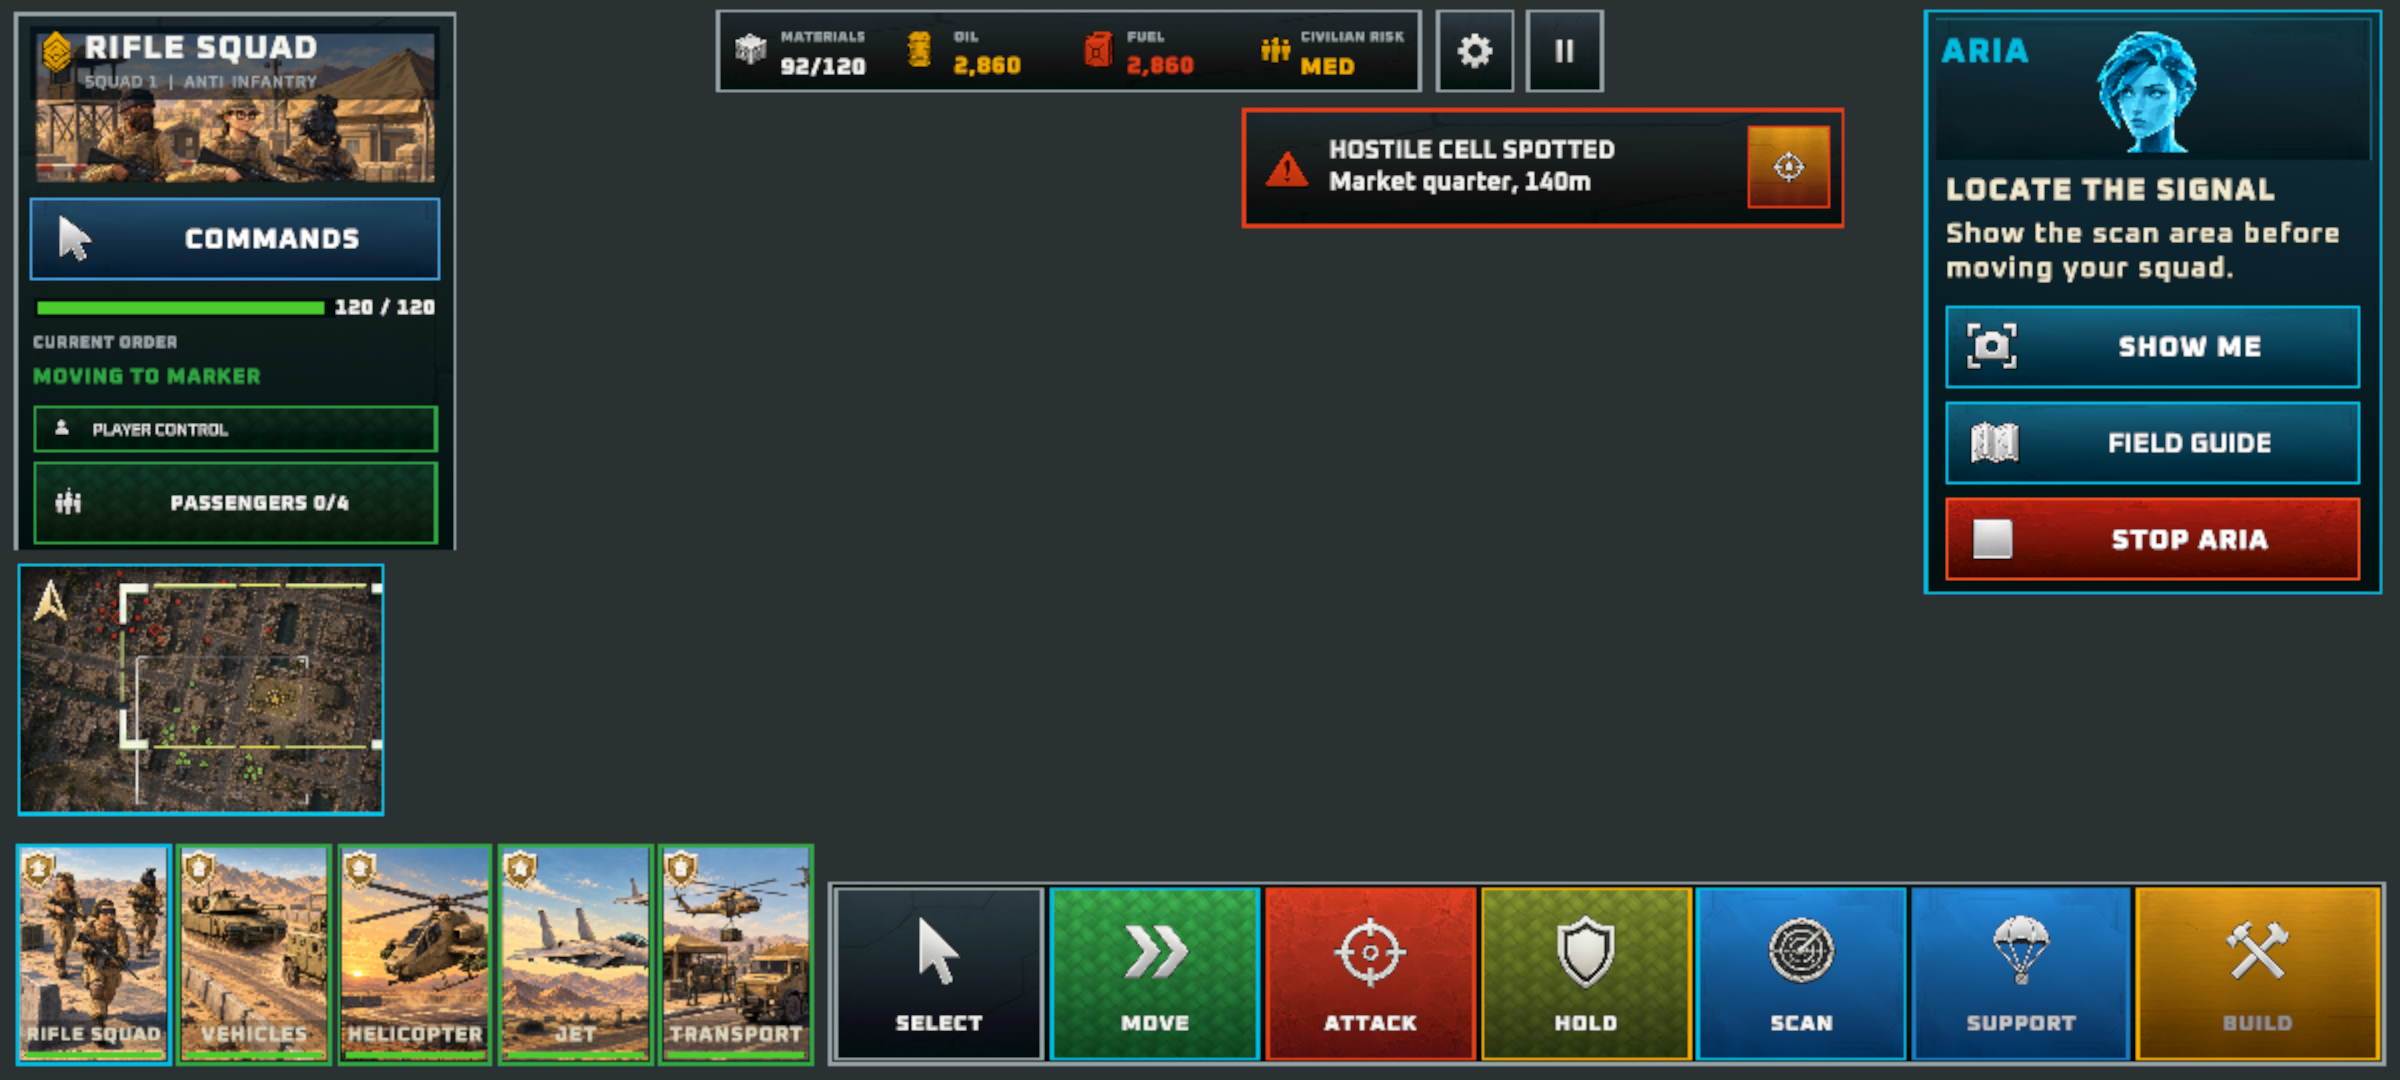 RIFLE SQUAD
SQUAD 1 | ANTI INFANTRY
COMMANDS
120 / 120
CURRENT ORDER
MOVING TO MARKER
PLAYER CONTROL
PASSENGERS 0/4
MATERIALS
92/120
OIL
2,860
FUEL
2,860
CIVILIAN RISK
MED
HOSTILE CELL SPOTTED
Market quarter, 140m
ARIA
LOCATE THE SIGNAL
Show the scan area before
moving your squad.
SHOW ME
FIELD GUIDE
STOP ARIA
RIFLE SQUAD
VEHICLES
HELICOPTER
JET
TRANSPORT
SELECT
MOVE
ATTACK
HOLD
SCAN
SUPPORT
BUILD